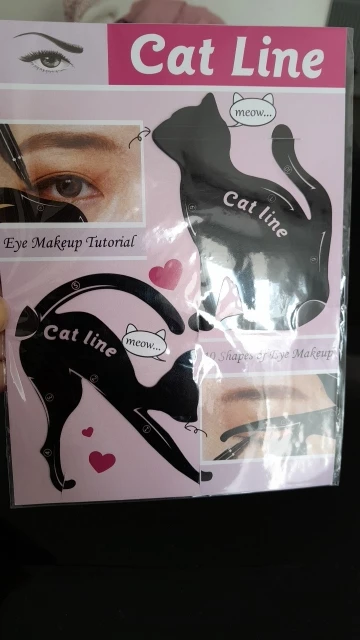 Cat Line
meow...
Cat line
Eye Makeup Tutorial
Cat line
meow...
Shapes of Eye Makeup